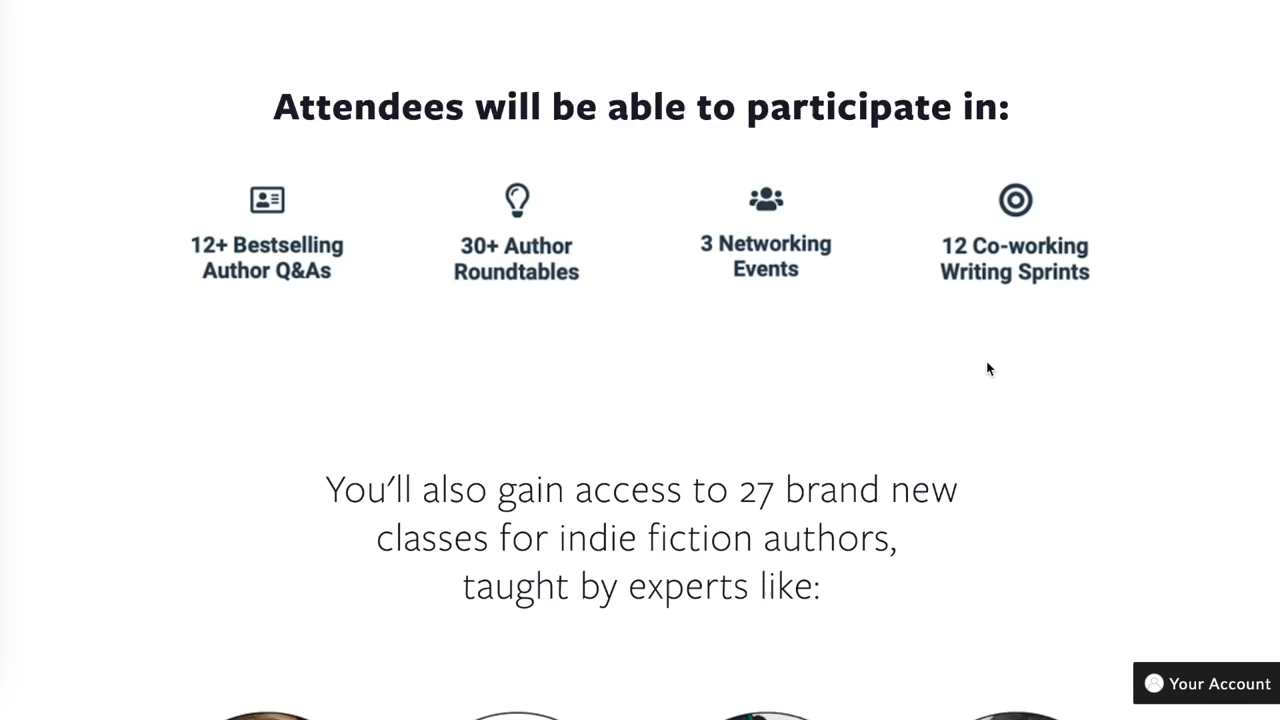 Attendees will be able to participate in:
12+ Bestselling
Author Q&As
30+ Author
Roundtables
3 Networking
Events
12 Co-working
Writing Sprints
You'll also gain access to 27 brand new
classes for indie fiction authors,
taught by experts like:
Your Account